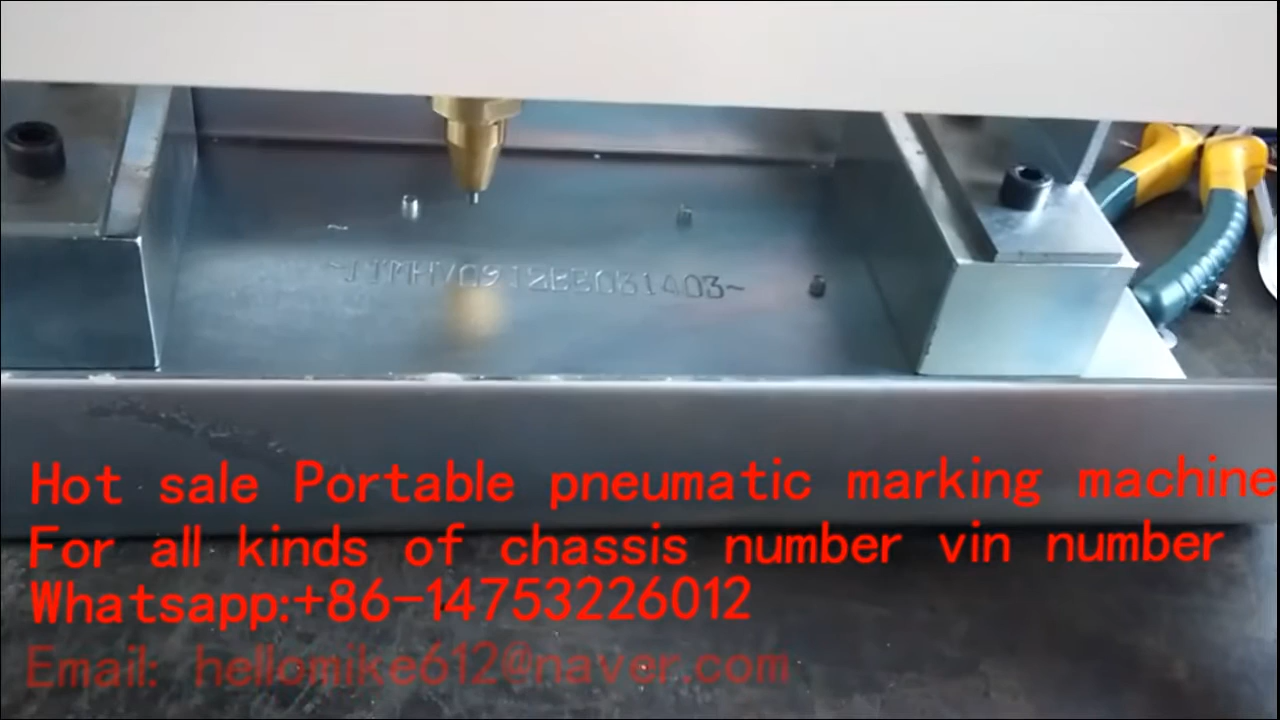 Hot sale Portable pneumatic marking machine
For all kinds of chassis number vin number
Whatsapp:+86-14753226012
Email: hellomike612@naver.com